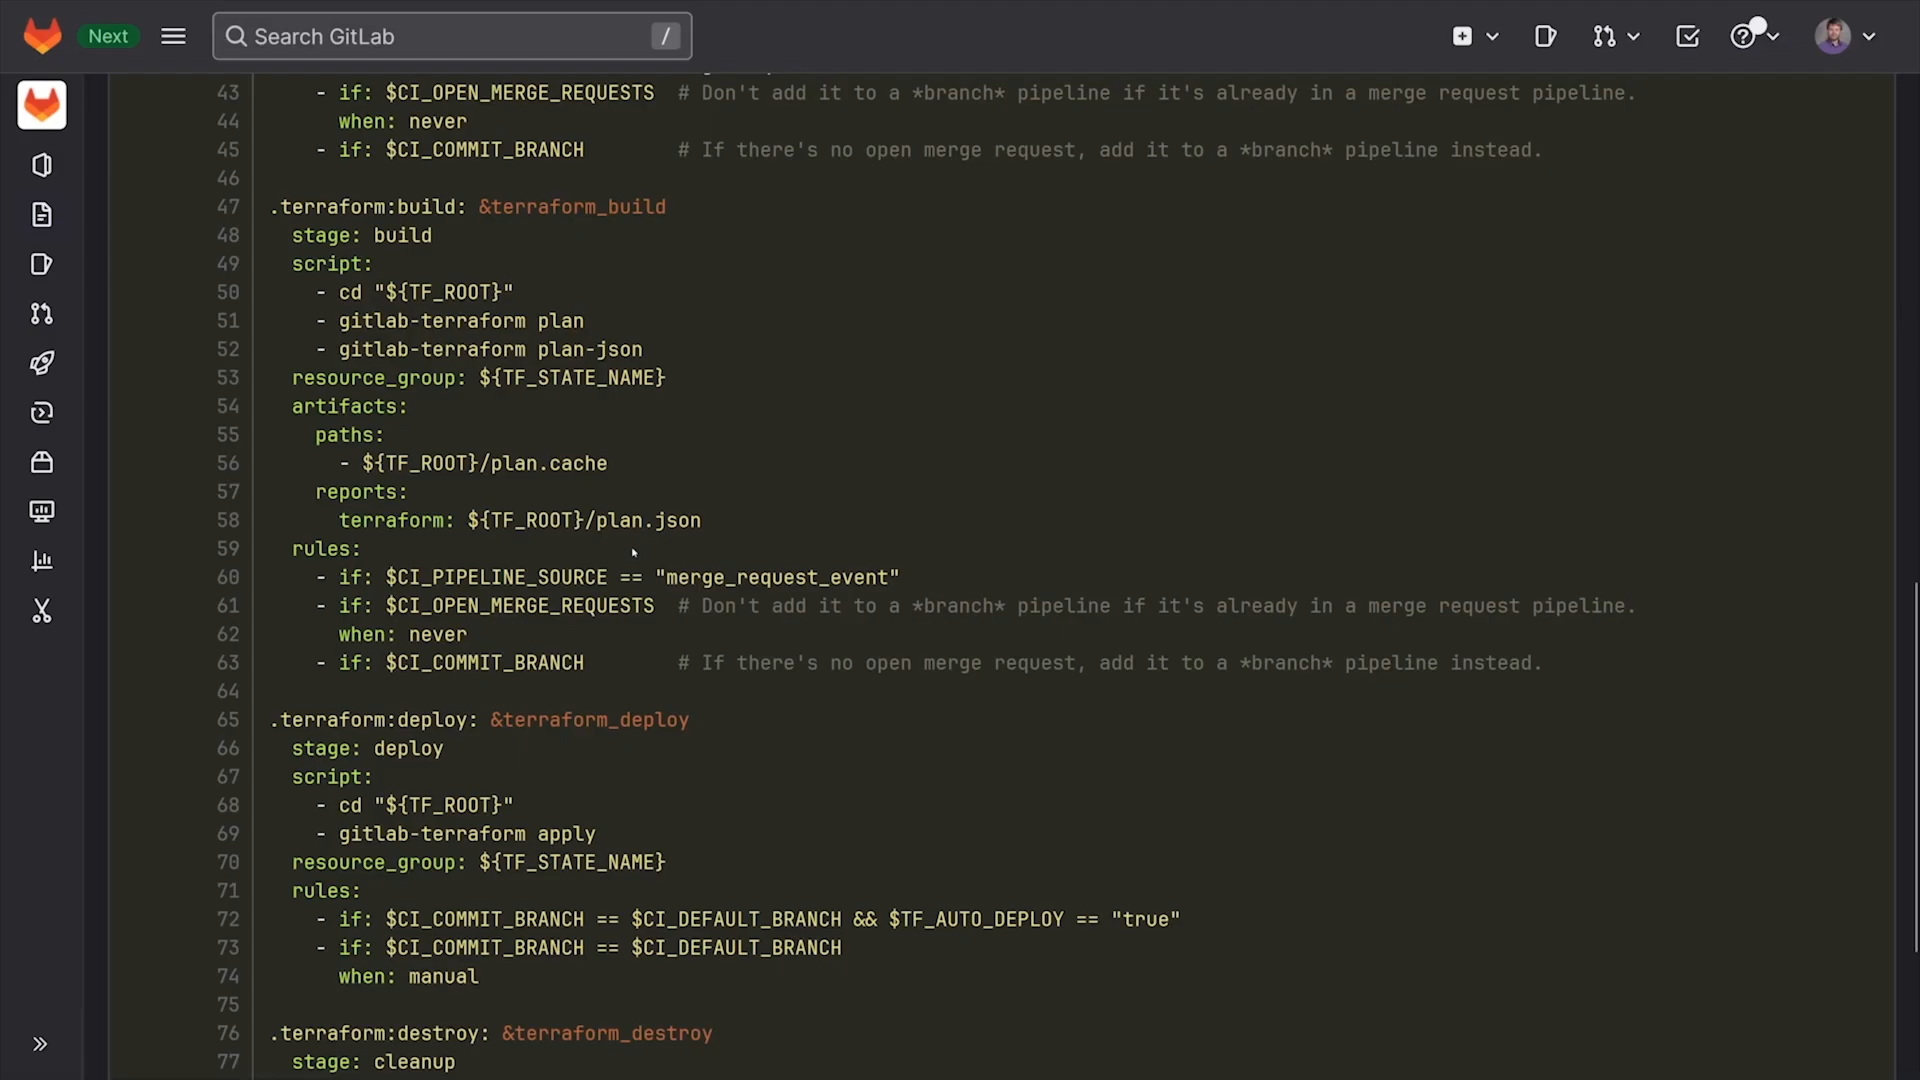 Next
Search GitLab
/
43 - if: $CI_OPEN_MERGE_REQUESTS # Don't add it to a *branch* pipeline if it's already in a merge request pipeline.
44 when: never
45 - if: $CI_COMMIT_BRANCH # If there's no open merge request, add it to a *branch* pipeline instead.
46
47 .terraform:build: &terraform_build
48 stage: build
49 script:
50 - cd "${TF_ROOT}"
51 - gitlab-terraform plan
52 - gitlab-terraform plan-json
53 resource_group: ${TF_STATE_NAME}
54 artifacts:
55 paths:
56 - ${TF_ROOT}/plan.cache
57 reports:
58 terraform: ${TF_ROOT}/plan.json
59 rules:
60 - if: $CI_PIPELINE_SOURCE == "merge_request_event"
61 - if: $CI_OPEN_MERGE_REQUESTS # Don't add it to a *branch* pipeline if it's already in a merge request pipeline.
62 when: never
63 - if: $CI_COMMIT_BRANCH # If there's no open merge request, add it to a *branch* pipeline instead.
64
65 .terraform:deploy: &terraform_deploy
66 stage: deploy
67 script:
68 - cd "${TF_ROOT}"
69 - gitlab-terraform apply
70 resource_group: ${TF_STATE_NAME}
71 rules:
72 - if: $CI_COMMIT_BRANCH == $CI_DEFAULT_BRANCH && $TF_AUTO_DEPLOY == "true"
73 - if: $CI_COMMIT_BRANCH == $CI_DEFAULT_BRANCH
74 when: manual
75
76 .terraform:destroy: &terraform_destroy
77 stage: cleanup